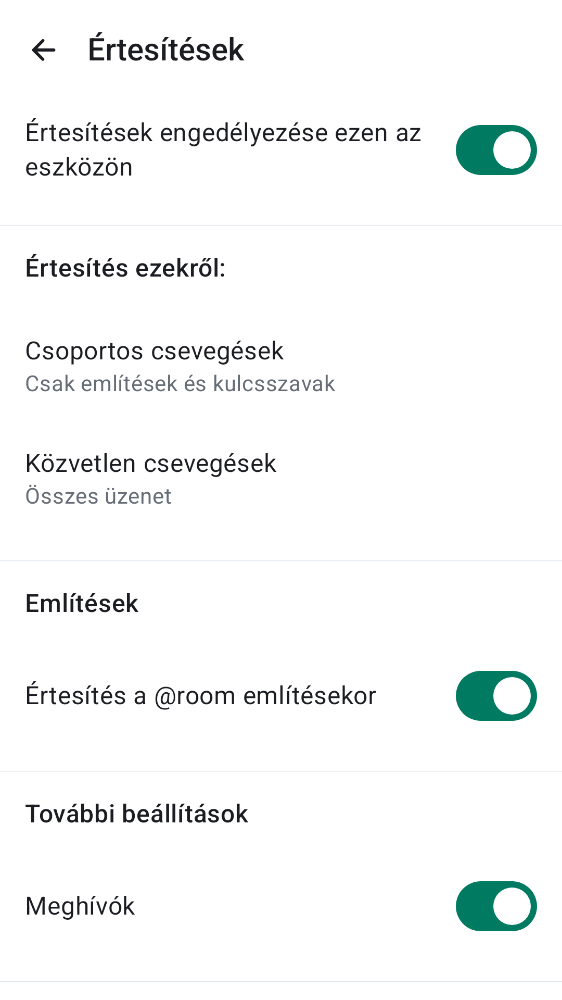 Értesítések
Értesítések engedélyezése ezen az
eszközön
Értesítés ezekről:
Csoportos csevegések
Csak említések és kulcsszavak
Közvetlen csevegések
Összes üzenet
Említések
Értesítés a @room említésekor
További beállítások
Meghívók